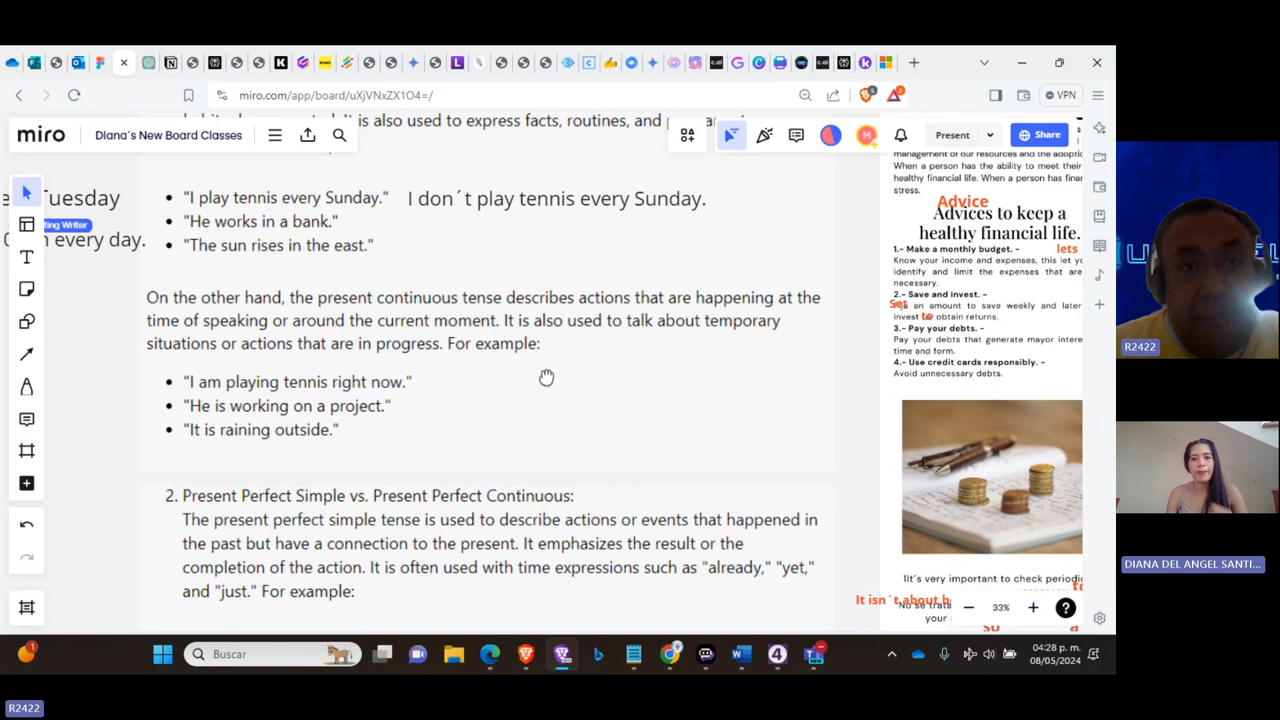 miro.com/app/board/uXjVNxZX1O4=/
VPN
is also used to express facts, routines, and
miro
DIana's New Board Classes
Present
Share
management of our resources and the adoptio
When a person has the ability to meet their
healthy financial life. When a person has finar
stress.
Tuesday
"I play tennis every Sunday."
I don´t play tennis every Sunday.
Advice
Advices to keep a
healthy financial life.
ting Writer
"He works in a bank."
every day.
"The sun rises in the east."
1.- Make a monthly budget. -
lets
Know your income and expenses, this let yo
identify and limit the expenses that are
necessary.
2.- Save and invest. -
Set
an amount to save weekly and later
invest to obtain returns.
3.- Pay your debts. -
Pay your debts that generate mayor intere
time and form.
4.- Use credit cards responsibly. -
Avoid unnecessary debts.
On the other hand, the present continuous tense describes actions that are happening at the
time of speaking or around the current moment. It is also used to talk about temporary
situations or actions that are in progress. For example:
"I am playing tennis right now."
"He is working on a project."
"It is raining outside."
2. Present Perfect Simple vs. Present Perfect Continuous:
The present perfect simple tense is used to describe actions or events that happened in
the past but have a connection to the present. It emphasizes the result or the
completion of the action. It is often used with time expressions such as "already," "yet,"
and "just." For example:
1It´s very important to check periodi
It isn´t about b
No se trata
your
so
a
33%
R2422
DIANA DEL ANGEL SANTI...
Buscar
04:28 p. m.
08/05/2024
R2422